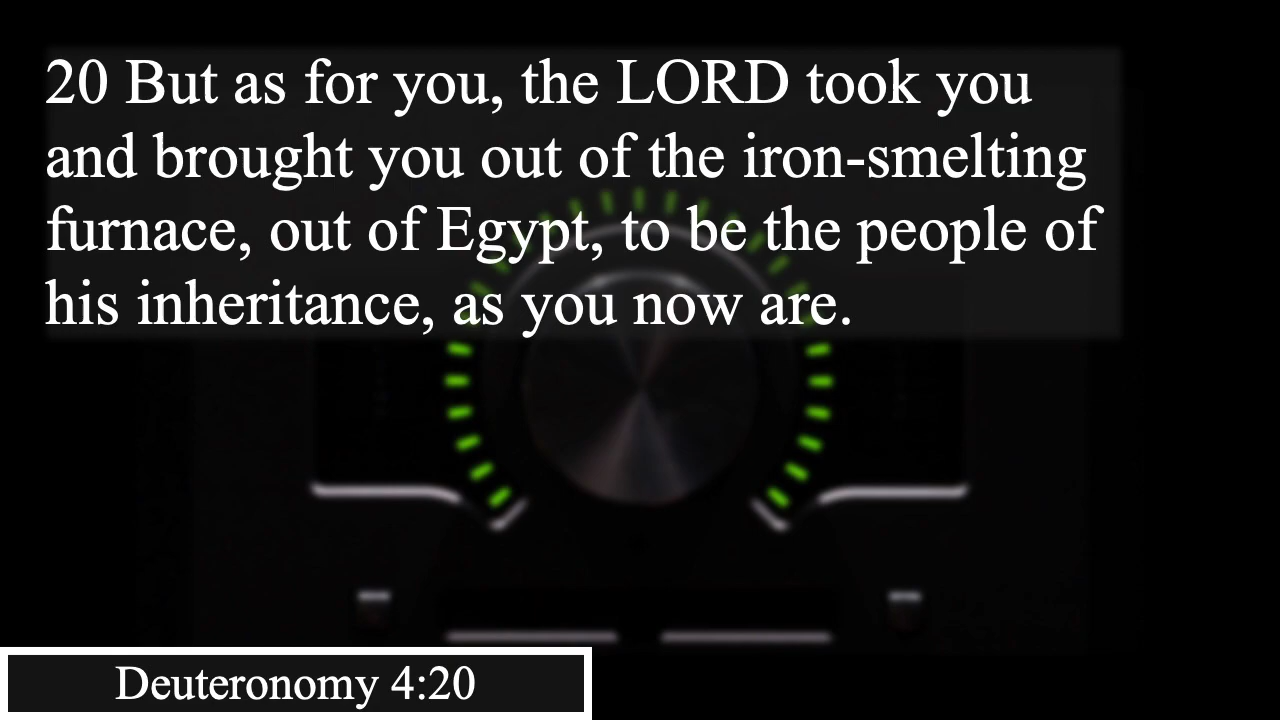 20 But as for you, the LORD took you
and brought you out of the iron-smelting
furnace, out of Egypt, to be the people of
his inheritance, as you now are.
Deuteronomy 4:20